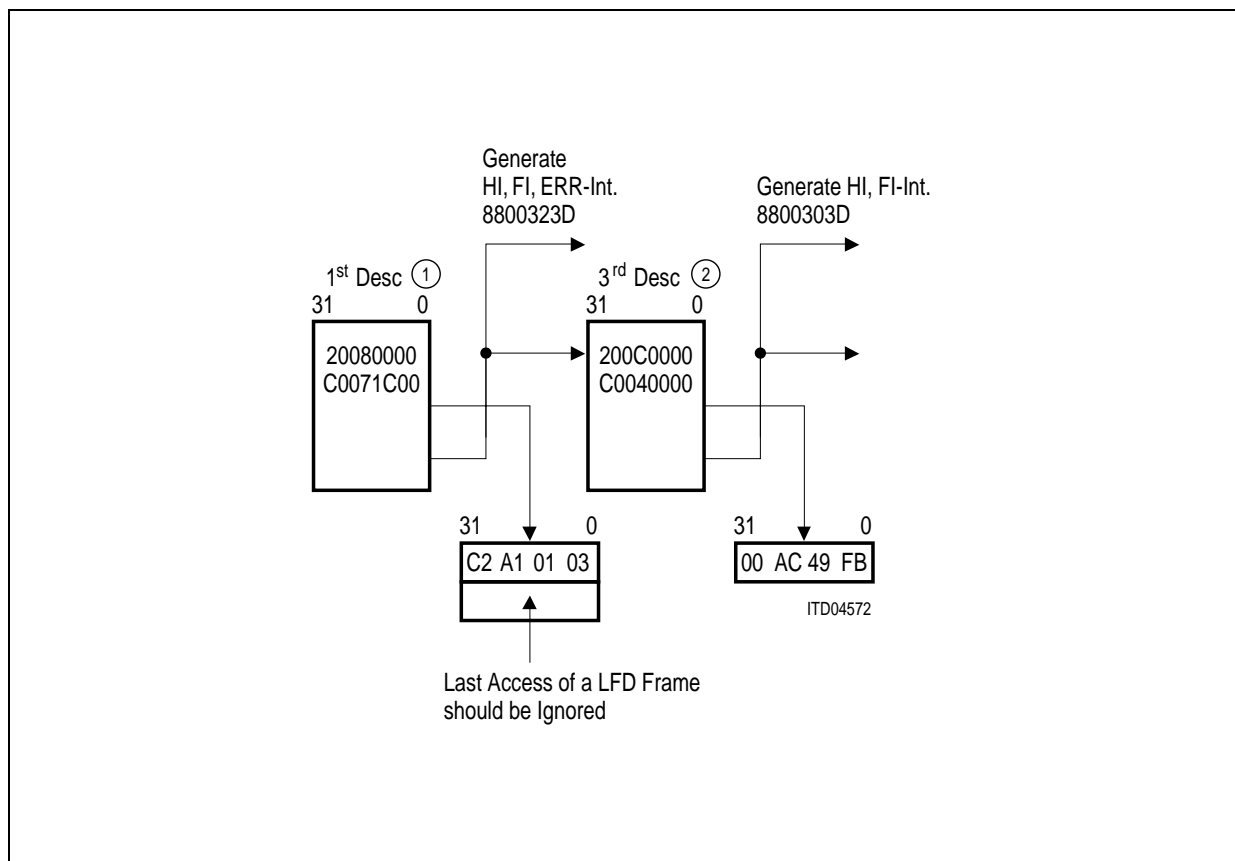 Generate
HI, FI, ERR-Int.
8800323D
Generate HI, FI-Int.
8800303D
1st Desc 1
31 0
20080000
C0071C00
3rd Desc 2
31 0
200C0000
C0040000
31 0
C2 A1 01 03
31 0
00 AC 49 FB
ITD04572
Last Access of a LFD Frame
should be Ignored